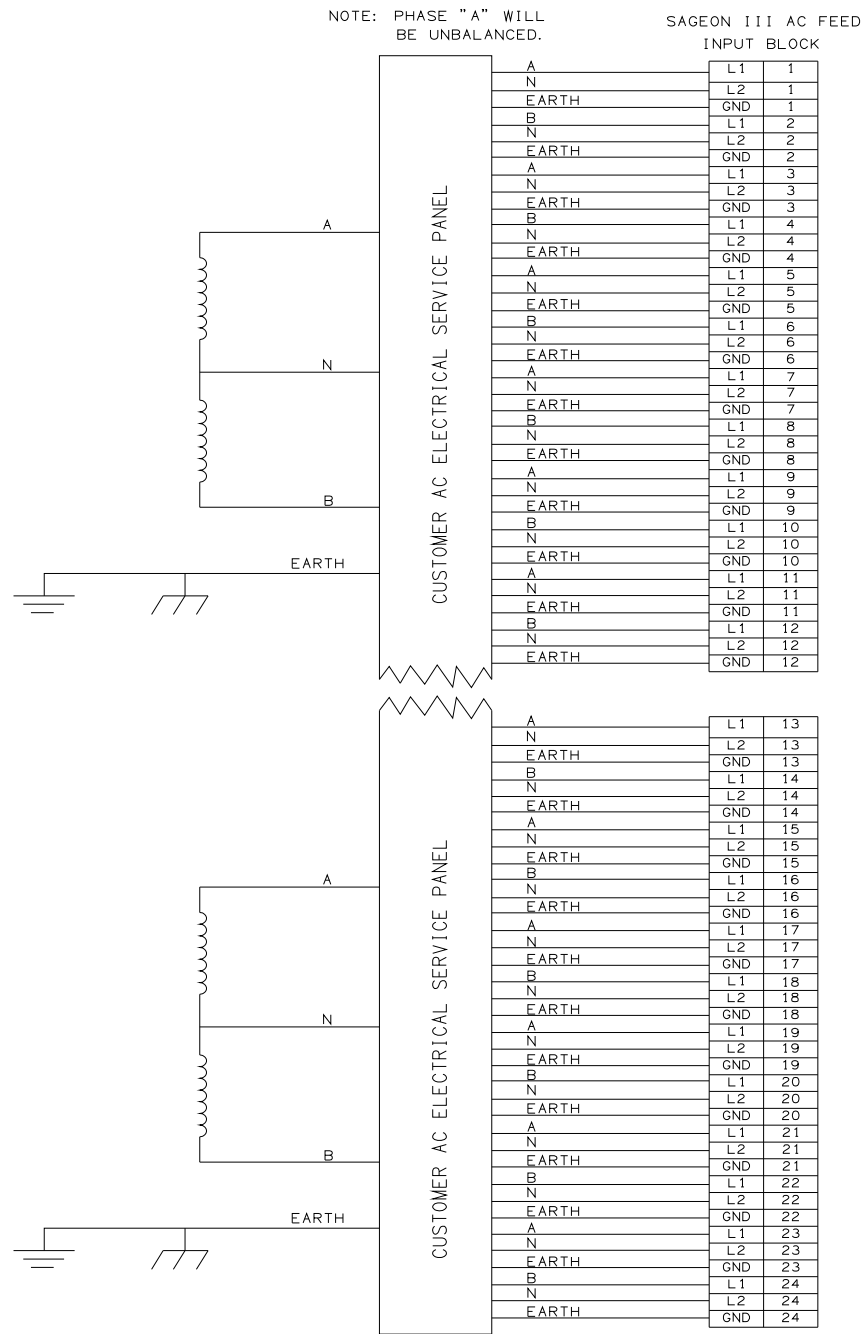 NOTE: PHASE "A" WILL
BE UNBALANCED.
SAGEON III AC FEED
INPUT BLOCK
CUSTOMER AC ELECTRICAL SERVICE PANEL
A
N
B
EARTH
A L1 1
N L2 1
EARTH GND 1
B L1 2
N L2 2
EARTH GND 2
A L1 3
N L2 3
EARTH GND 3
B L1 4
N L2 4
EARTH GND 4
A L1 5
N L2 5
EARTH GND 5
B L1 6
N L2 6
EARTH GND 6
A L1 7
N L2 7
EARTH GND 7
B L1 8
N L2 8
EARTH GND 8
A L1 9
N L2 9
EARTH GND 9
B L1 10
N L2 10
EARTH GND 10
A L1 11
N L2 11
EARTH GND 11
B L1 12
N L2 12
EARTH GND 12
CUSTOMER AC ELECTRICAL SERVICE PANEL
A
N
B
EARTH
A L1 13
N L2 13
EARTH GND 13
B L1 14
N L2 14
EARTH GND 14
A L1 15
N L2 15
EARTH GND 15
B L1 16
N L2 16
EARTH GND 16
A L1 17
N L2 17
EARTH GND 17
B L1 18
N L2 18
EARTH GND 18
A L1 19
N L2 19
EARTH GND 19
B L1 20
N L2 20
EARTH GND 20
A L1 21
N L2 21
EARTH GND 21
B L1 22
N L2 22
EARTH GND 22
A L1 23
N L2 23
EARTH GND 23
B L1 24
N L2 24
EARTH GND 24